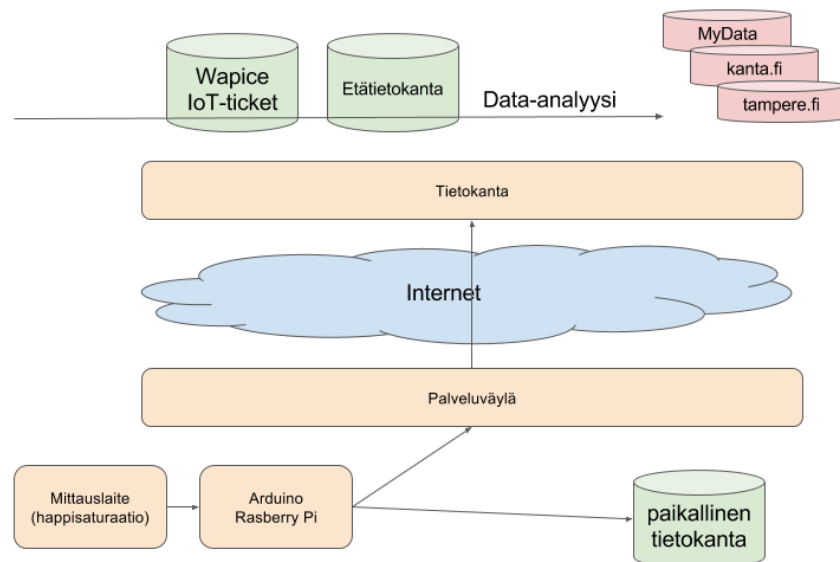 MyData
kanta.fi
tampere.fi
Wapice
IoT-ticket
Etätietokanta
Data-analyysi
Tietokanta
Internet
Palveluväylä
Mittauslaite
(happisaturaatio)
Arduino
Rasberry Pi
paikallinen
tietokanta